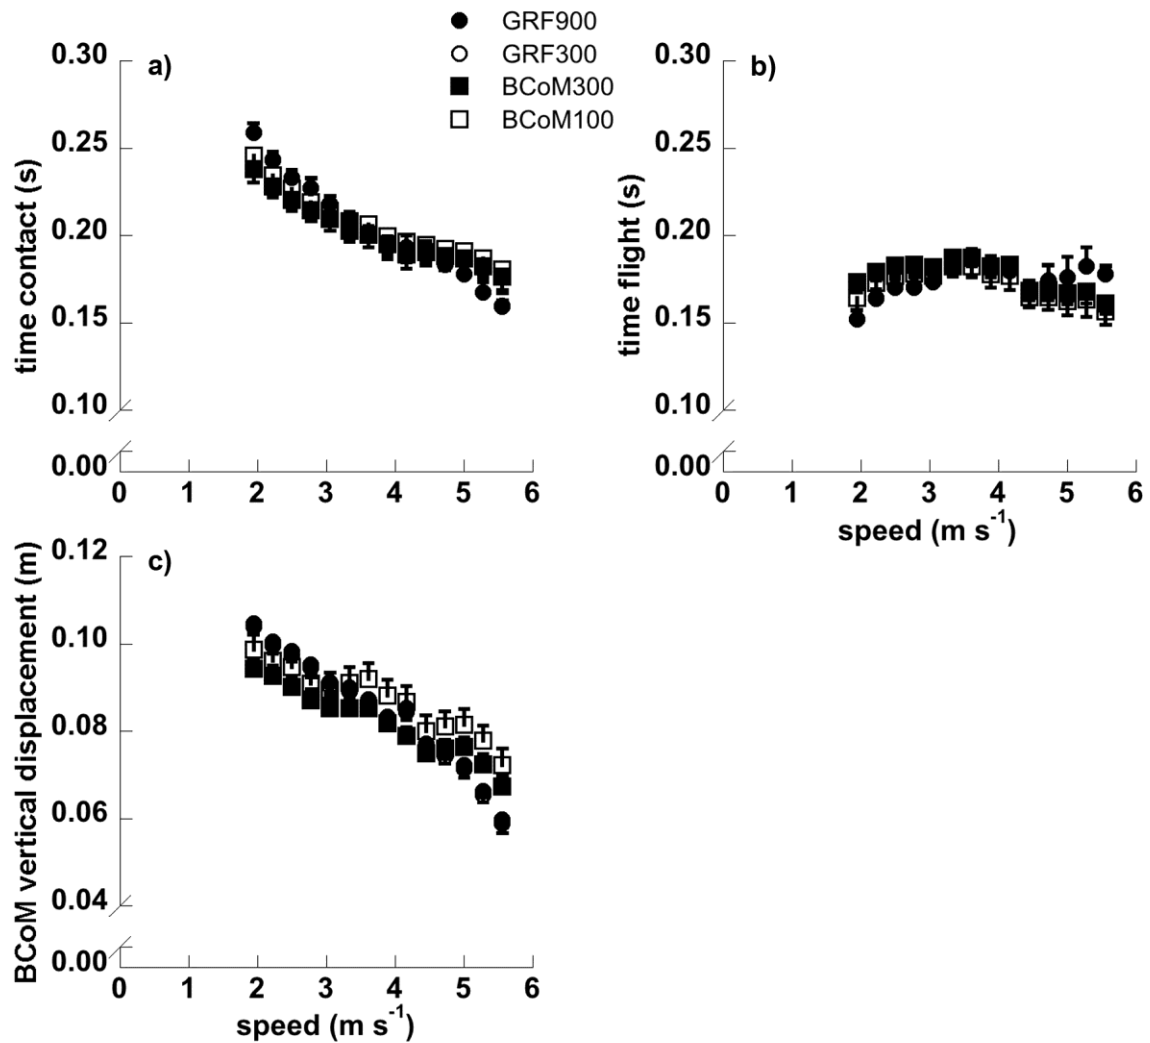 GRF900
GRF300
BCoM300
BCoM100
a)
time contact (s)
0.30
0.25
0.20
0.15
0.10
0.00
0 1 2 3 4 5 6
b)
time flight (s)
0.30
0.25
0.20
0.15
0.10
0.00
0 1 2 3 4 5 6
speed (m s⁻¹)
c)
BCoM vertical displacement (m)
0.12
0.10
0.08
0.06
0.04
0.00
0 1 2 3 4 5 6
speed (m s⁻¹)